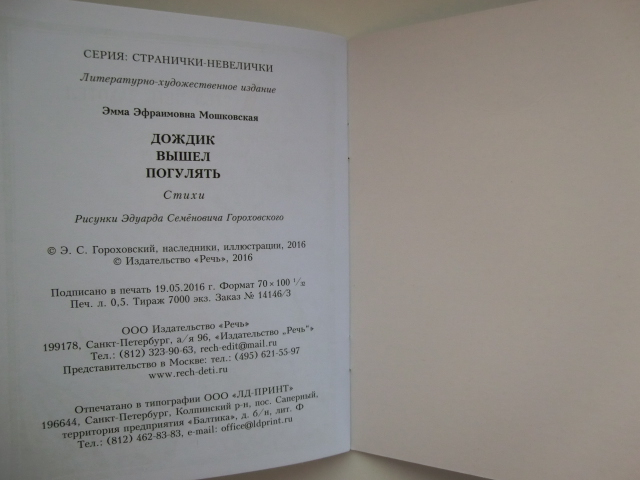 СЕРИЯ: СТРАНИЧКИ-НЕВЕЛИЧКИ
Литературно-художественное издание
Эмма Эфраимовна Мошковская
ДОЖДИК
ВЫШЕЛ
ПОГУЛЯТЬ
Стихи
Рисунки Эдуарда Семёновича Гороховского
© Э. С. Гороховский, наследники, иллюстрации, 2016
© Издательство «Речь», 2016
Подписано в печать 19.05.2016 г. Формат 70 × 100 1/32
Печ. л. 0,5. Тираж 7000 экз. Заказ № 14146/3
ООО Издательство «Речь»
199178, Санкт-Петербург, а/я 96, «Издательство „Речь"»
Тел.: (812) 323-90-63, rech-edit@mail.ru
Представительство в Москве: тел.: (495) 621-55-97
www.rech-deti.ru
Отпечатано в типографии ООО «ЛД-ПРИНТ»
196644, Санкт-Петербург, Колпинский р-н, пос. Саперный,
территория предприятия «Балтика», д. б/н, лит. Ф
Тел.: (812) 462-83-83, e-mail: office@ldprint.ru